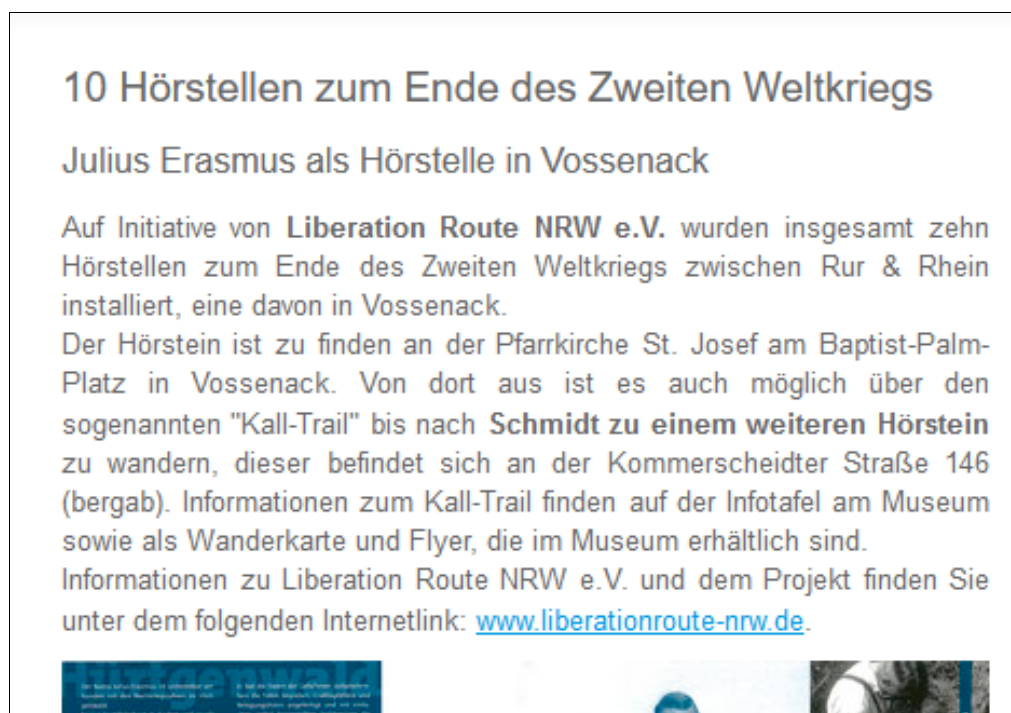 10 Hörstellen zum Ende des Zweiten Weltkriegs
Julius Erasmus als Hörstelle in Vossenack
Auf Initiative von Liberation Route NRW e.V. wurden insgesamt zehn
Hörstellen zum Ende des Zweiten Weltkriegs zwischen Rur & Rhein
installiert, eine davon in Vossenack.
Der Hörstein ist zu finden an der Pfarrkirche St. Josef am Baptist-Palm-
Platz in Vossenack. Von dort aus ist es auch möglich über den
sogenannten "Kall-Trail" bis nach Schmidt zu einem weiteren Hörstein
zu wandern, dieser befindet sich an der Kommerscheidter Straße 146
(bergab). Informationen zum Kall-Trail finden auf der Infotafel am Museum
sowie als Wanderkarte und Flyer, die im Museum erhältlich sind.
Informationen zu Liberation Route NRW e.V. und dem Projekt finden Sie
unter dem folgenden Internetlink: www.liberationroute-nrw.de.
Hürtgenwald